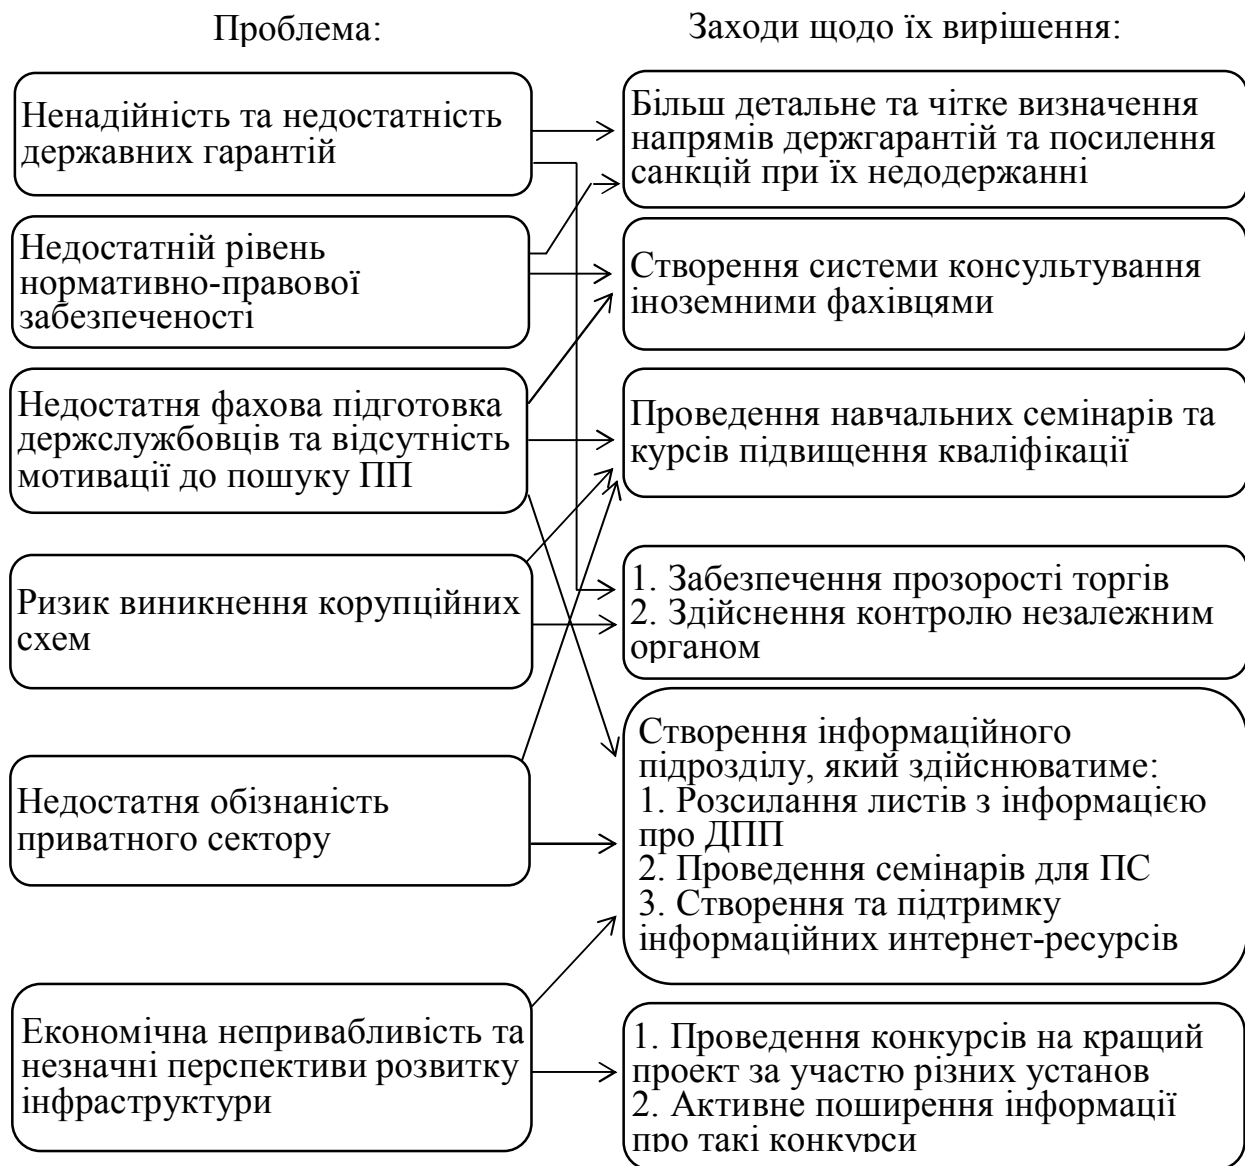 Проблема:
Заходи щодо їх вирішення:
Ненадійність та недостатність
державних гарантій
Більш детальне та чітке визначення
напрямів держгарантій та посилення
санкцій при їх недодержанні
Недостатній рівень
нормативно-правової
забезпеченості
Створення системи консультування
іноземними фахівцями
Недостатня фахова підготовка
держслужбовців та відсутність
мотивації до пошуку ПП
Проведення навчальних семінарів та
курсів підвищення кваліфікації
Ризик виникнення корупційних
схем
1. Забезпечення прозорості торгів
2. Здійснення контролю незалежним
органом
Недостатня обізнаність
приватного сектору
Створення інформаційного
підрозділу, який здійснюватиме:
1. Розсилання листів з інформацією
про ДПП
2. Проведення семінарів для ПС
3. Створення та підтримку
інформаційних интернет-ресурсів
Економічна непривабливість та
незначні перспективи розвитку
інфраструктури
1. Проведення конкурсів на кращий
проект за участю різних установ
2. Активне поширення інформації
про такі конкурси